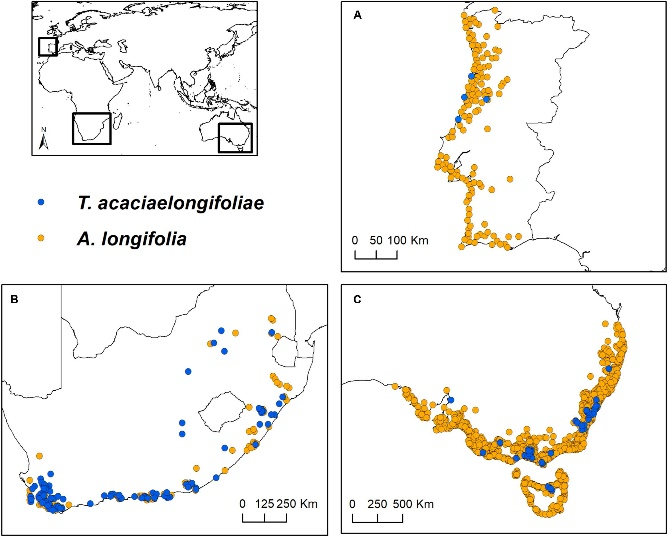 A
N
0 50 100 Km
T. acaciaelongifoliae
A. longifolia
B
0 125 250 Km
C
0 250 500 Km